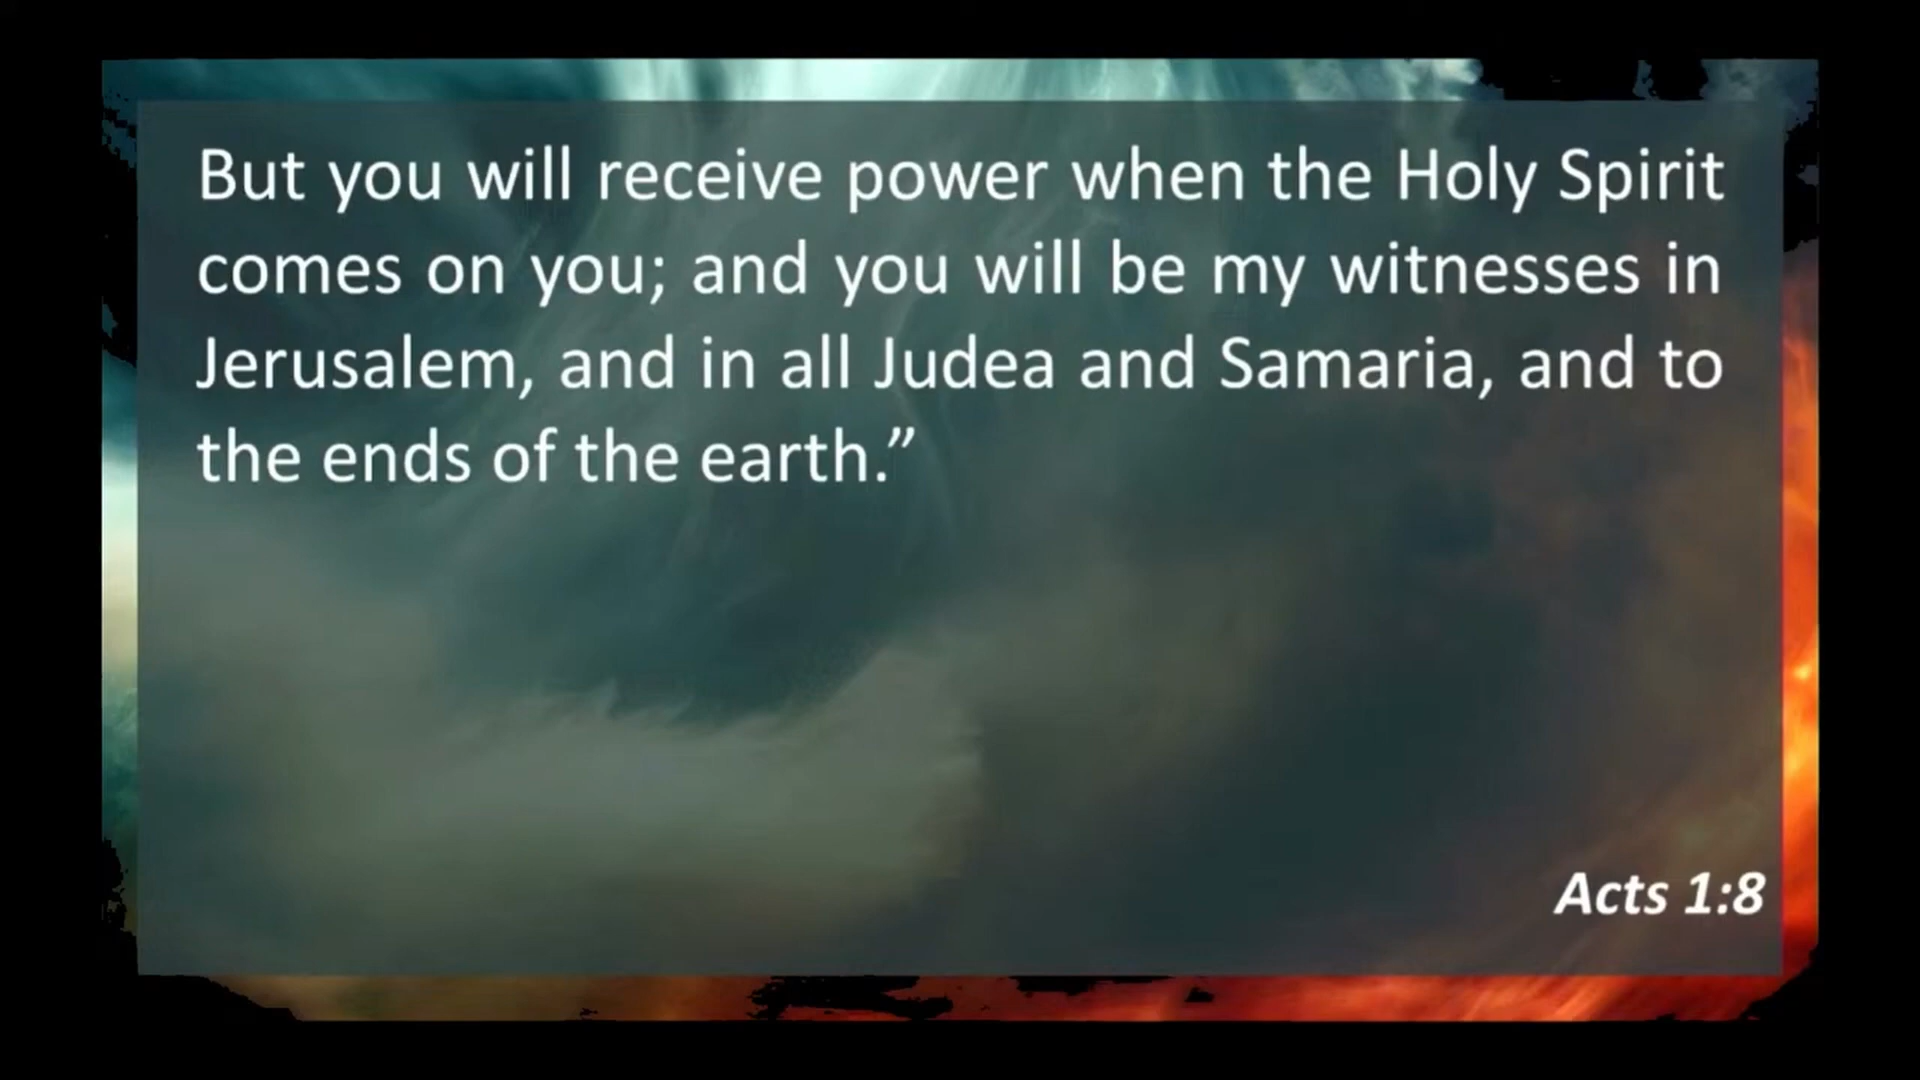 But you will receive power when the Holy Spirit
comes on you; and you will be my witnesses in
Jerusalem, and in all Judea and Samaria, and to
the ends of the earth.”
Acts 1:8